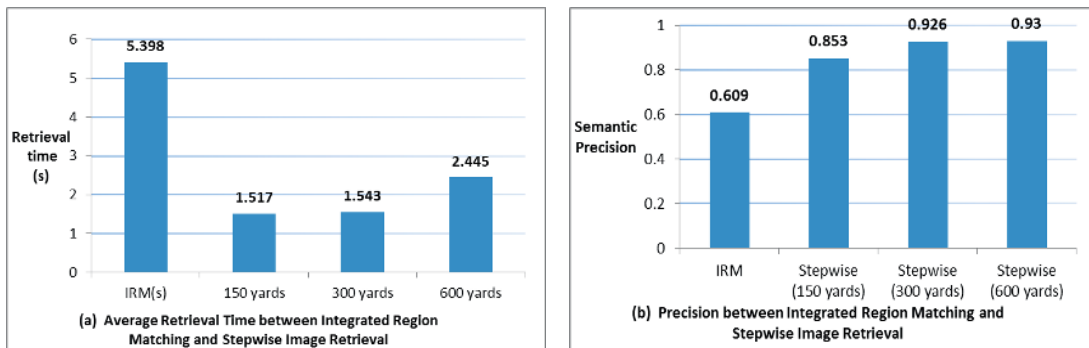 6
5.398
5
4
Retrieval
time
(s)
3
2.445
2
1.517
1.543
1
0
IRM(s)
150 yards
300 yards
600 yards
(a) Average Retrieval Time between Integrated Region
Matching and Stepwise Image Retrieval
1
0.853
0.926
0.93
0.8
0.609
0.6
Semantic
Precision
0.4
0.2
0
IRM
Stepwise
(150 yards)
Stepwise
(300 yards)
Stepwise
(600 yards)
(b) Precision between Integrated Region Matching and
Stepwise Image Retrieval